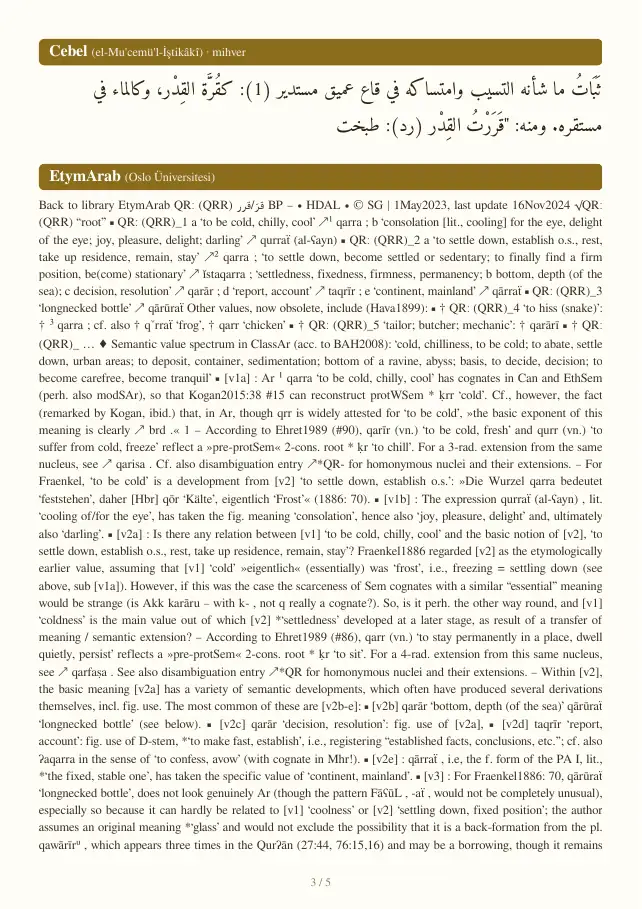 Cebel (el-Mu'cemü'l-İştikâkî) · mihver
ثَبَاتُ ما شأنه التسيب وامتساكه في قاع عميق مستدير (1): كقُرَّة القِدْر، وكالماء في
مستقره. ومنه: "قَرَرْتُ القِدْر (رد): طبخت
EtymArab (Oslo Üniversitesi)
Back to library EtymArab QR: (QRR) قرّ/قرر BP – • HDAL • © SG | 1May2023, last update 16Nov2024 √QR:
(QRR) “root” ▪ QR: (QRR)_1 a ‘to be cold, chilly, cool’ ↗¹ qarra ; b ‘consolation [lit., cooling] for the eye, delight
of the eye; joy, pleasure, delight; darling’ ↗ qurraẗ (al-ʕayn) ▪ QR: (QRR)_2 a ‘to settle down, establish o.s., rest,
take up residence, remain, stay’ ↗² qarra ; ‘to settle down, become settled or sedentary; to finally find a firm
position, be(come) stationary’ ↗ ĭstaqarra ; ‘settledness, fixedness, firmness, permanency; b bottom, depth (of the
sea); c decision, resolution’ ↗ qarār ; d ‘report, account’ ↗ taqrīr ; e ‘continent, mainland’ ↗ qārraẗ ▪ QR: (QRR)_3
‘longnecked bottle’ ↗ qārūraẗ Other values, now obsolete, include (Hava1899): ▪ † QR: (QRR)_4 ‘to hiss (snake)’:
† ³ qarra ; cf. also † qᵘrraẗ ‘frog’, † qarr ‘chicken’ ▪ † QR: (QRR)_5 ‘tailor; butcher; mechanic’: † qarārī ▪ † QR:
(QRR)_ … ♦ Semantic value spectrum in ClassAr (acc. to BAH2008): ‘cold, chilliness, to be cold; to abate, settle
down, urban areas; to deposit, container, sedimentation; bottom of a ravine, abyss; basis, to decide, decision; to
become carefree, become tranquil’ ▪ [v1a] : Ar ¹ qarra ‘to be cold, chilly, cool’ has cognates in Can and EthSem
(perh. also modSAr), so that Kogan2015:38 #15 can reconstruct protWSem * ḳrr ‘cold’. Cf., however, the fact
(remarked by Kogan, ibid.) that, in Ar, though qrr is widely attested for ‘to be cold’, »the basic exponent of this
meaning is clearly ↗ brd .« 1 – According to Ehret1989 (#90), qarīr (vn.) ‘to be cold, fresh’ and qurr (vn.) ‘to
suffer from cold, freeze’ reflect a »pre-protSem« 2-cons. root * ḳr ‘to chill’. For a 3-rad. extension from the same
nucleus, see ↗ qarisa . Cf. also disambiguation entry ↗*QR- for homonymous nuclei and their extensions. – For
Fraenkel, ‘to be cold’ is a development from [v2] ‘to settle down, establish o.s.’: »Die Wurzel qarra bedeutet
‘feststehen’, daher [Hbr] qōr ‘Kälte’, eigentlich ‘Frost’« (1886: 70). ▪ [v1b] : The expression qurraẗ (al-ʕayn) , lit.
‘cooling of/for the eye’, has taken the fig. meaning ‘consolation’, hence also ‘joy, pleasure, delight’ and, ultimately
also ‘darling’. ▪ [v2a] : Is there any relation between [v1] ‘to be cold, chilly, cool’ and the basic notion of [v2], ‘to
settle down, establish o.s., rest, take up residence, remain, stay’? Fraenkel1886 regarded [v2] as the etymologically
earlier value, assuming that [v1] ‘cold’ »eigentlich« (essentially) was ‘frost’, i.e., freezing = settling down (see
above, sub [v1a]). However, if this was the case the scarceness of Sem cognates with a similar “essential” meaning
would be strange (is Akk karāru – with k- , not q really a cognate?). So, is it perh. the other way round, and [v1]
‘coldness’ is the main value out of which [v2] *‘settledness’ developed at a later stage, as result of a transfer of
meaning / semantic extension? – According to Ehret1989 (#86), qarr (vn.) ‘to stay permanently in a place, dwell
quietly, persist’ reflects a »pre-protSem« 2-cons. root * ḳr ‘to sit’. For a 4-rad. extension from this same nucleus,
see ↗ qarfaṣa . See also disambiguation entry ↗*QR for homonymous nuclei and their extensions. – Within [v2],
the basic meaning [v2a] has a variety of semantic developments, which often have produced several derivations
themselves, incl. fig. use. The most common of these are [v2b-e]: ▪ [v2b] qarār ‘bottom, depth (of the sea)’ qārūraẗ
‘longnecked bottle’ (see below). ▪ [v2c] qarār ‘decision, resolution’: fig. use of [v2a], ▪ [v2d] taqrīr ‘report,
account’: fig. use of D-stem, *‘to make fast, establish’, i.e., registering “established facts, conclusions, etc.”; cf. also
ʔaqarra in the sense of ‘to confess, avow’ (with cognate in Mhr!). ▪ [v2e] : qārraẗ , i.e, the f. form of the PA I, lit.,
*‘the fixed, stable one’, has taken the specific value of ‘continent, mainland’. ▪ [v3] : For Fraenkel1886: 70, qārūraẗ
‘longnecked bottle’, does not look genuinely Ar (though the pattern FāʕūL , -aẗ , would not be completely unusual),
especially so because it can hardly be related to [v1] ‘coolness’ or [v2] ‘settling down, fixed position’; the author
assumes an original meaning *‘glass’ and would not exclude the possibility that it is a back-formation from the pl.
qawārīrᵘ , which appears three times in the Qurʔān (27:44, 76:15,16) and may be a borrowing, though it remains
3 / 5